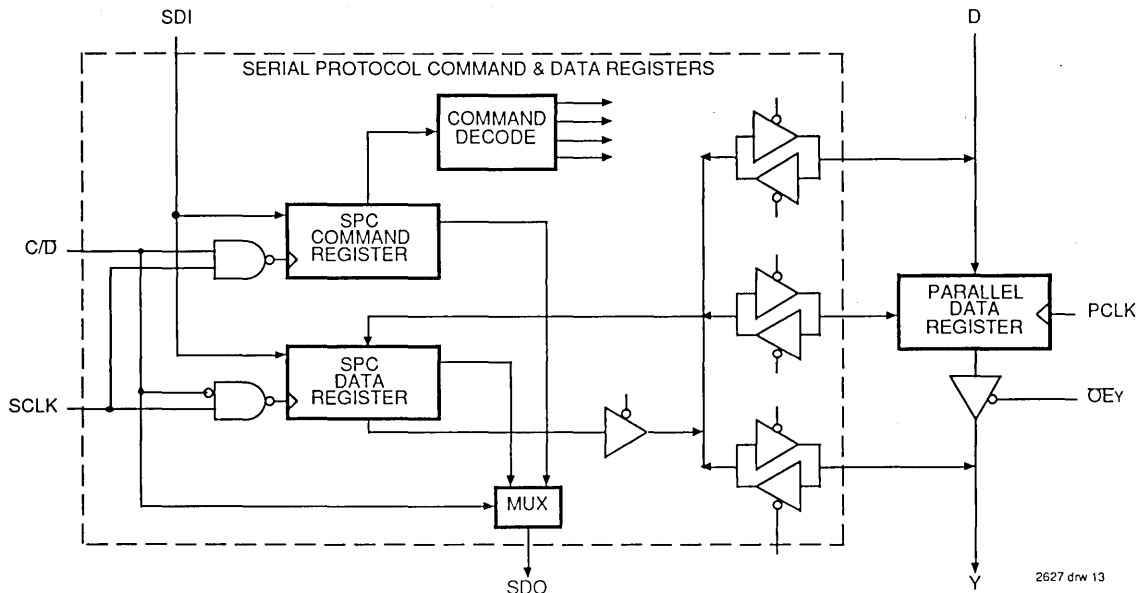 SDI
D
SERIAL PROTOCOL COMMAND & DATA REGISTERS
COMMAND
DECODE
SPC
COMMAND
REGISTER
C/D̅
PARALLEL
DATA
REGISTER
PCLK
SPC
DATA
REGISTER
SCLK
O̅E̅Y
MUX
SDO
Y
2627 drw 13